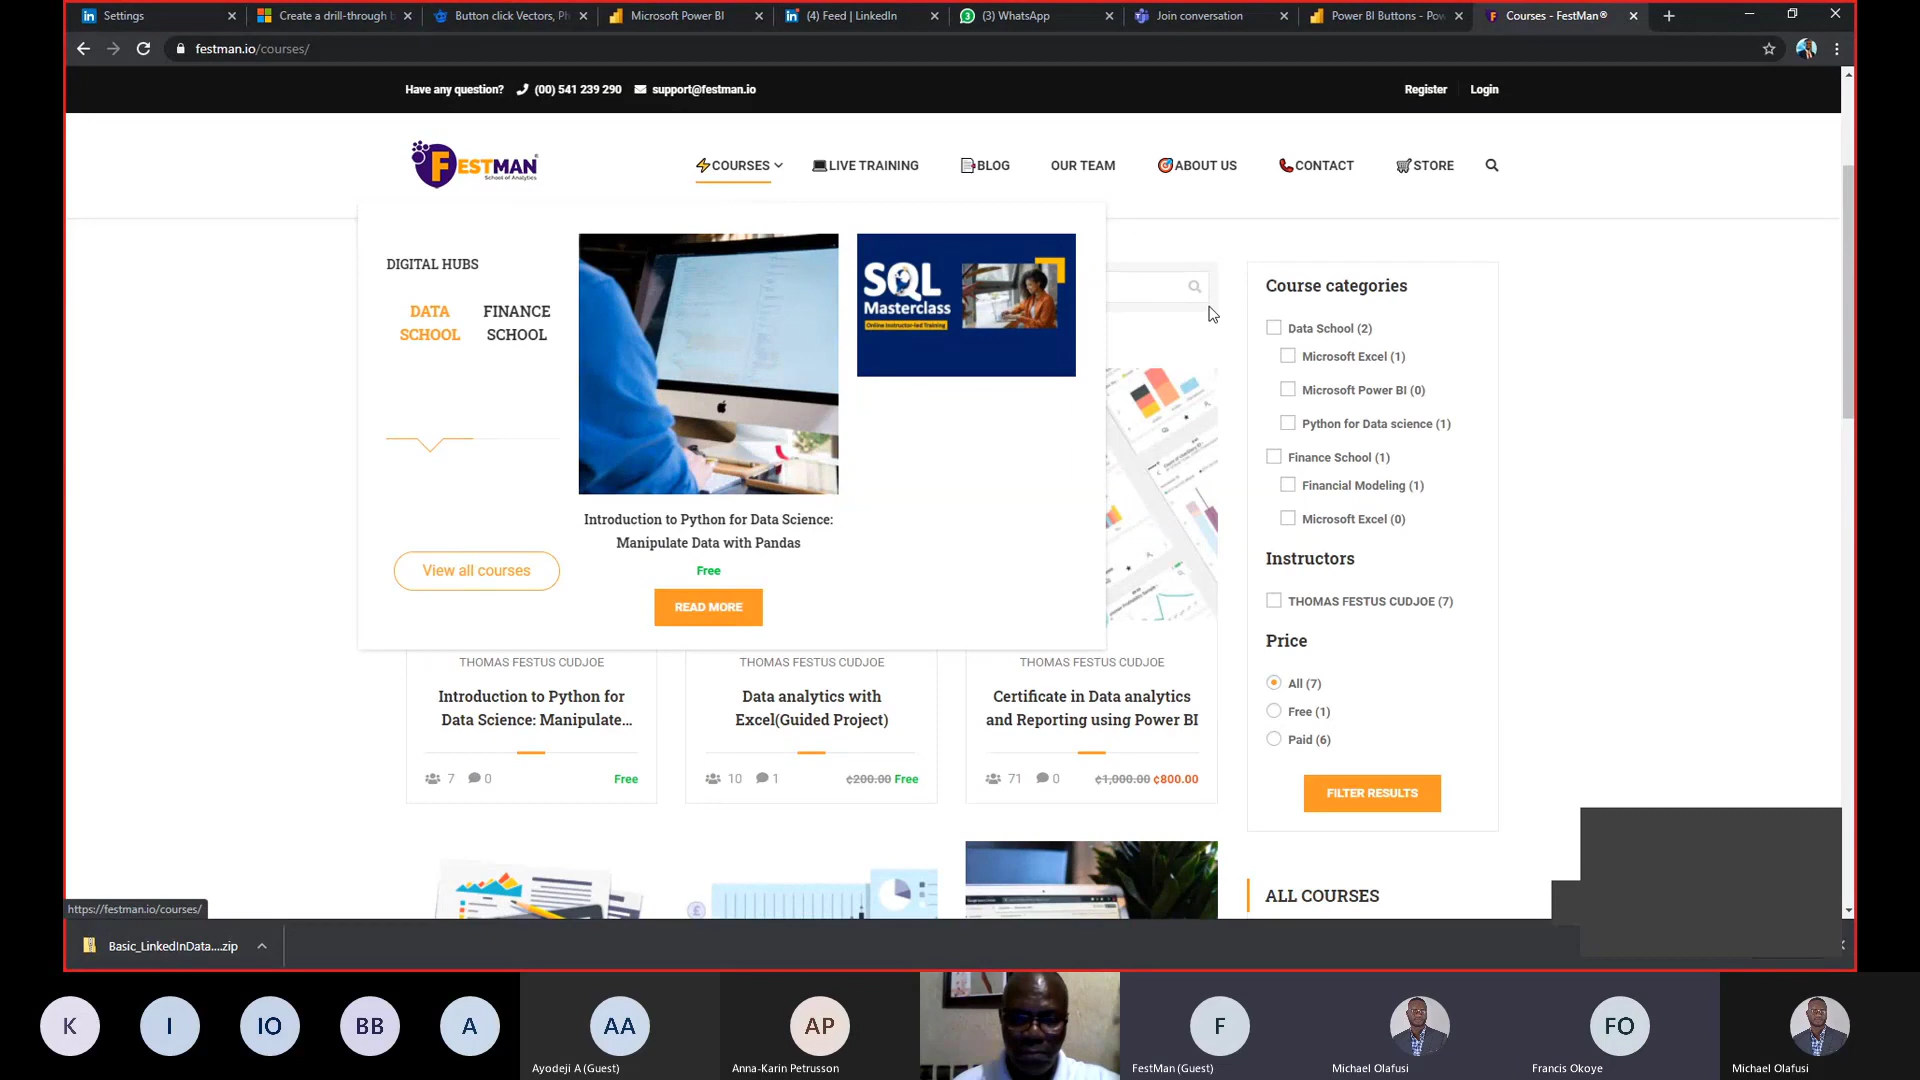 Settings
Create a drill-through b
Button click Vectors, Ph
Microsoft Power BI
(4) Feed | LinkedIn
(3) WhatsApp
Join conversation
Power BI Buttons - Pow
Courses - FestMan®
festman.io/courses/
Have any question? (00) 541 239 290 support@festman.io
Register Login
FESTMAN
School of Analytics
COURSES LIVE TRAINING BLOG OUR TEAM ABOUT US CONTACT STORE
DIGITAL HUBS
DATA SCHOOL
FINANCE SCHOOL
View all courses
Introduction to Python for Data Science:
Manipulate Data with Pandas
Free
READ MORE
SQL
Masterclass
Online Instructor-led Training
Course categories
Data School (2)
Microsoft Excel (1)
Microsoft Power BI (0)
Python for Data science (1)
Finance School (1)
Financial Modeling (1)
Microsoft Excel (0)
Instructors
THOMAS FESTUS CUDJOE (7)
Price
All (7)
Free (1)
Paid (6)
FILTER RESULTS
THOMAS FESTUS CUDJOE
Introduction to Python for
Data Science: Manipulate...
7 0 Free
THOMAS FESTUS CUDJOE
Data analytics with
Excel(Guided Project)
10 1 ¢200.00 Free
THOMAS FESTUS CUDJOE
Certificate in Data analytics
and Reporting using Power BI
71 0 ¢1,000.00 ¢800.00
ALL COURSES
https://festman.io/courses/
Basic_LinkedInData....zip
K
I
IO
BB
A
AA
Ayodeji A (Guest)
AP
Anna-Karin Petrusson
F
FestMan (Guest)
Michael Olafusi
FO
Francis Okoye
Michael Olafusi